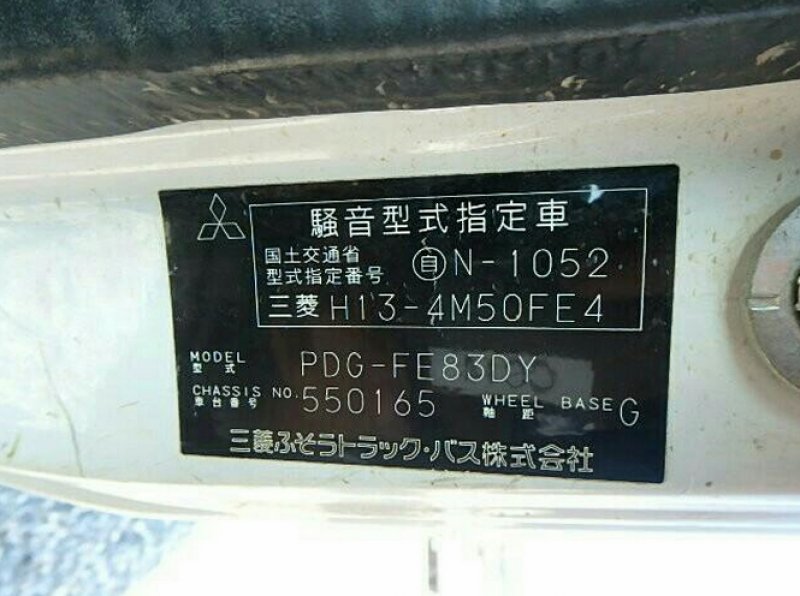 騒音型式指定車
国土交通省
型式指定番号 自N-1052
三菱 H13-4M50FE4
MODEL
型式 PDG-FE83DY
CHASSIS NO.
車台番号 550165 WHEEL BASE
軸距 G
三菱ふそうトラック・バス株式会社